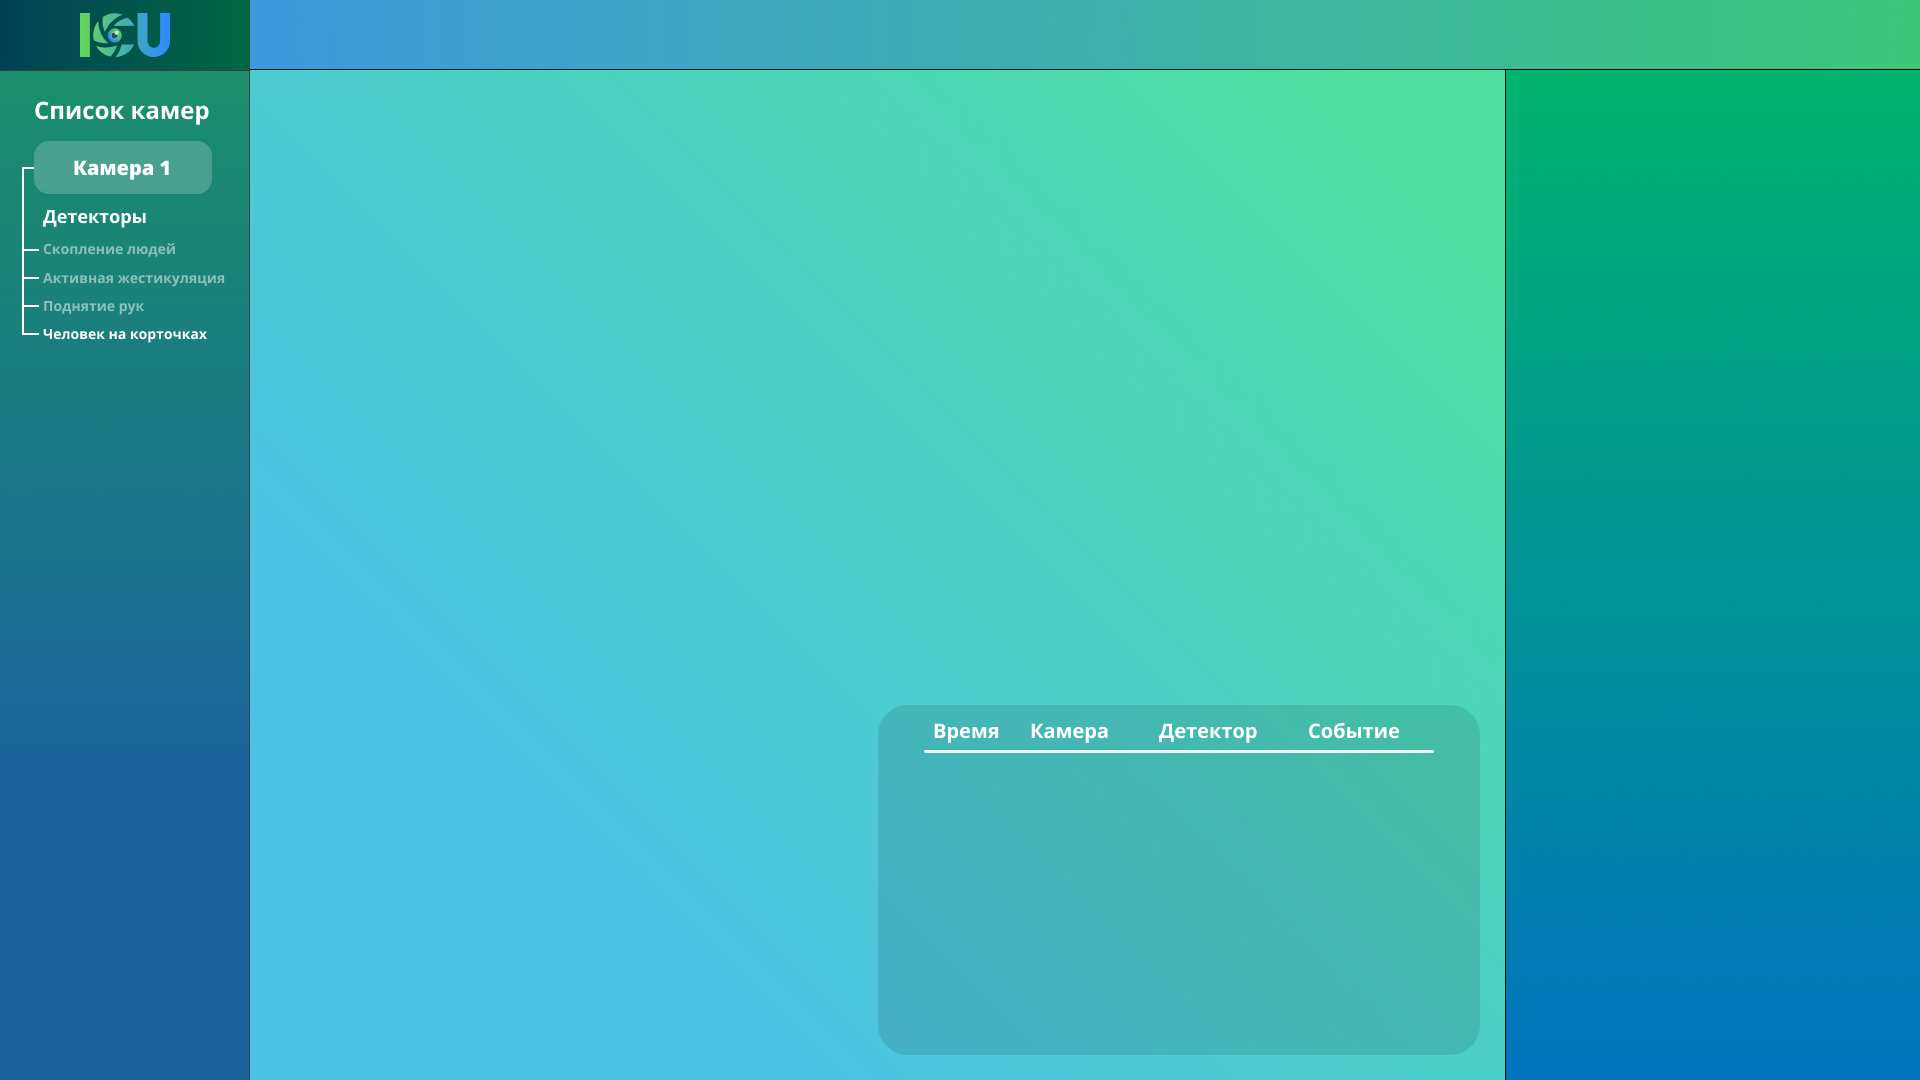 ICU
Список камер
Камера 1
Детекторы
Скопление людей
Активная жестикуляция
Поднятие рук
Человек на корточках
Время Камера Детектор Событие